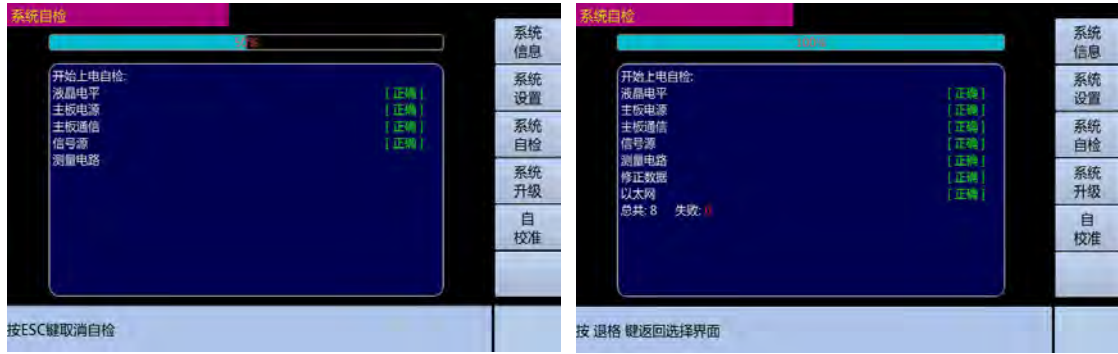 系统自检
开始上电自检:
液晶电平 [ 正确 ]
主板电源 [ 正确 ]
主板通信 [ 正确 ]
信号源 [ 正确 ]
测量电路
系统
信息
系统
设置
系统
自检
系统
升级
自
校准
按ESC键取消自检
系统自检
100%
开始上电自检:
液晶电平 [ 正确 ]
主板电源 [ 正确 ]
主板通信 [ 正确 ]
信号源 [ 正确 ]
测量电路 [ 正确 ]
修正数据 [ 正确 ]
以太网 [ 正确 ]
总共: 8 失败: 0
系统
信息
系统
设置
系统
自检
系统
升级
自
校准
按 退格 键返回选择界面